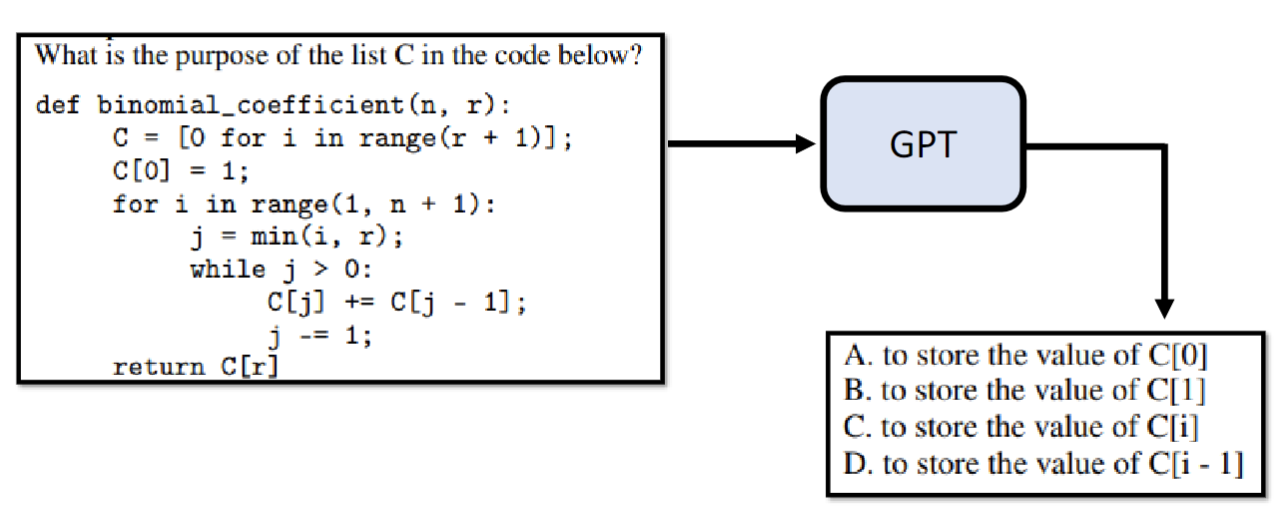 What is the purpose of the list C in the code below?
def binomial_coefficient(n, r):
C = [0 for i in range(r + 1)];
C[0] = 1;
for i in range(1, n + 1):
j = min(i, r);
while j > 0:
C[j] += C[j - 1];
j -= 1;
return C[r]
GPT
A. to store the value of C[0]
B. to store the value of C[1]
C. to store the value of C[i]
D. to store the value of C[i - 1]